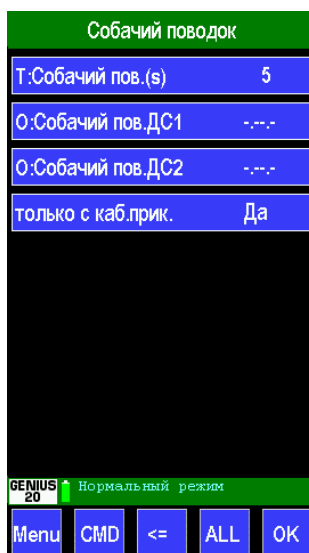 Собачий поводок
T:Собачий пов.(s) 5
O:Собачий пов.ДС1 -.--.-
O:Собачий пов.ДС2 -.--.-
только с каб.прик. Да
GENIUS 20 Нормальный режим
Menu CMD <= ALL OK